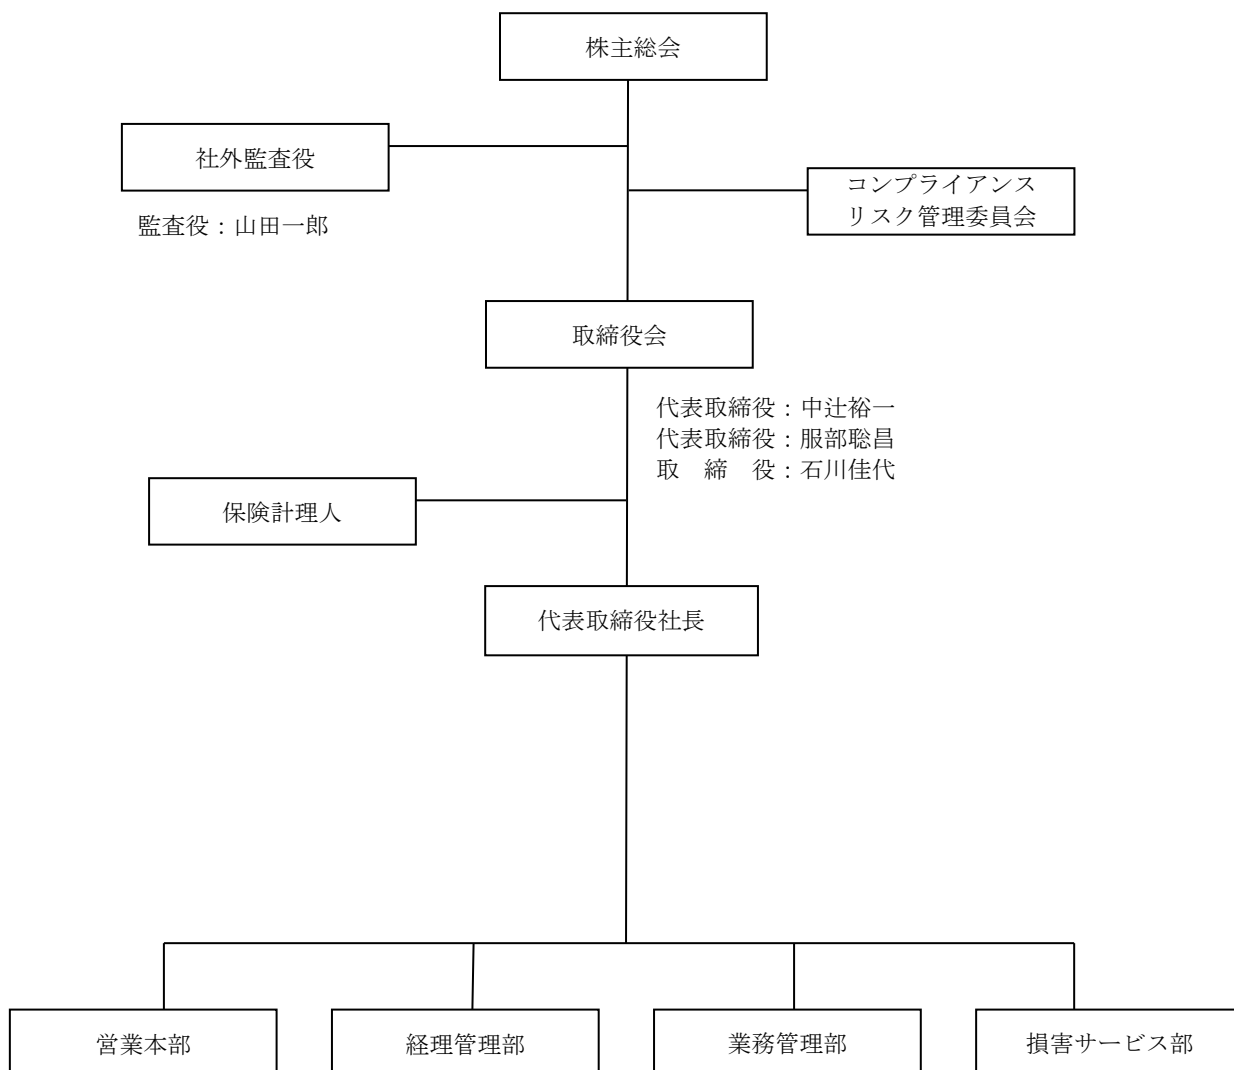 株主総会
社外監査役
監査役：山田一郎
コンプライアンス
リスク管理委員会
取締役会
代表取締役：中辻裕一
代表取締役：服部聡昌
取　締　役：石川佳代
保険計理人
代表取締役社長
営業本部
経理管理部
業務管理部
損害サービス部